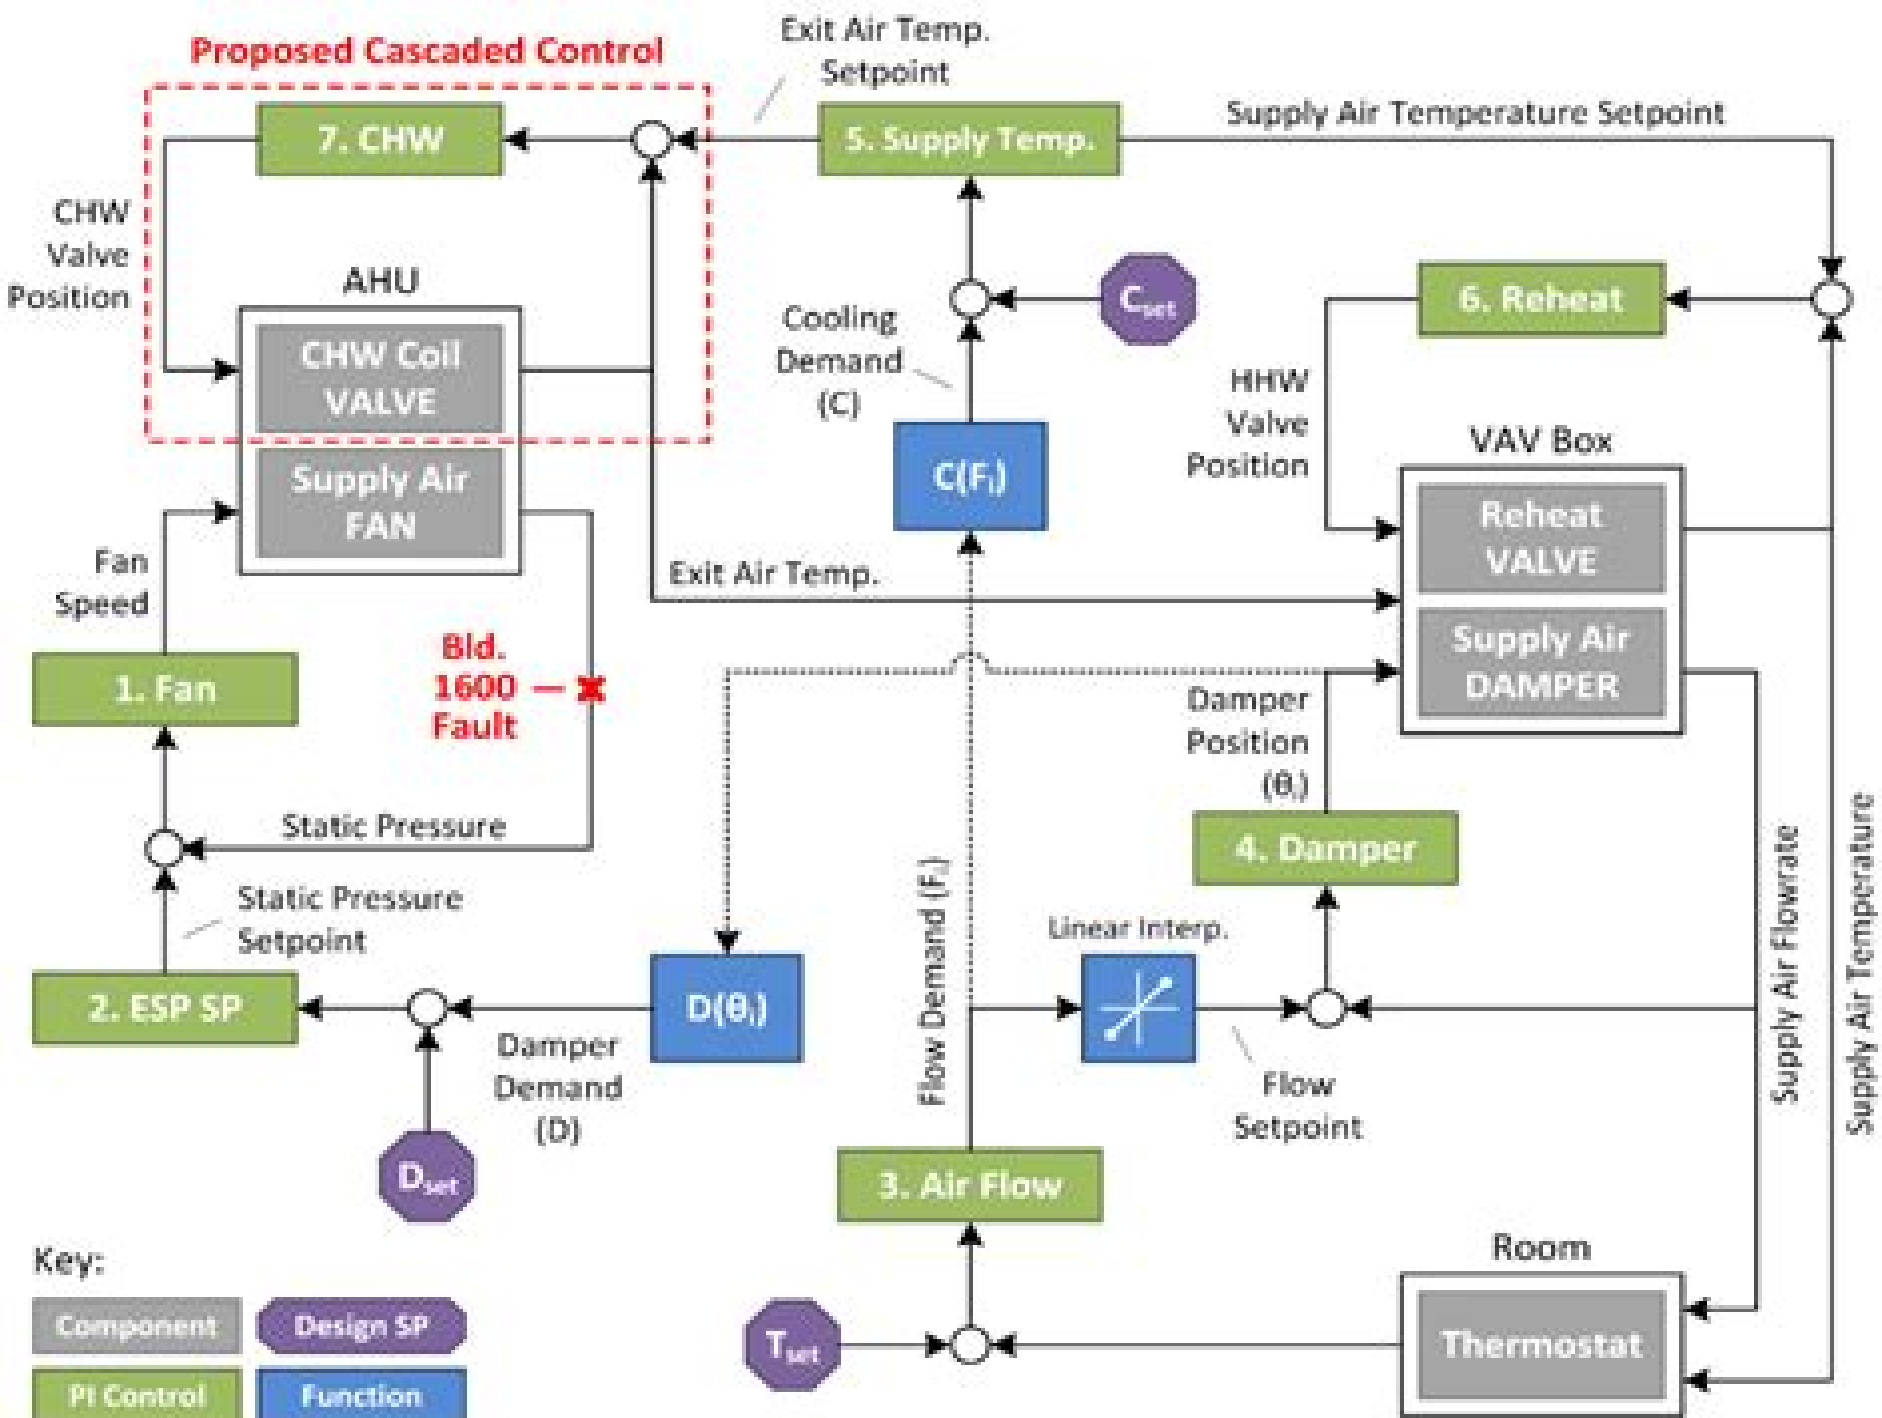 Proposed Cascaded Control
Exit Air Temp.
Setpoint
7. CHW
5. Supply Temp.
Supply Air Temperature Setpoint
CHW
Valve
Position
AHU
CHW Coil
VALVE
Supply Air
FAN
Cooling
Demand
(C)
Cset
6. Reheat
HHW
Valve
Position
VAV Box
Reheat
VALVE
Supply Air
DAMPER
C(Fi)
Fan
Speed
Exit Air Temp.
1. Fan
Bld.
1600
Fault
Damper
Position
(θi)
Static Pressure
4. Damper
Static Pressure
Setpoint
Flow Demand (Fi)
Linear Interp.
Supply Air Flowrate
Supply Air Temperature
2. ESP SP
D(θi)
Damper
Demand
(D)
Flow
Setpoint
Dset
3. Air Flow
Room
Key:
Component
Design SP
Tset
Thermostat
PI Control
Function